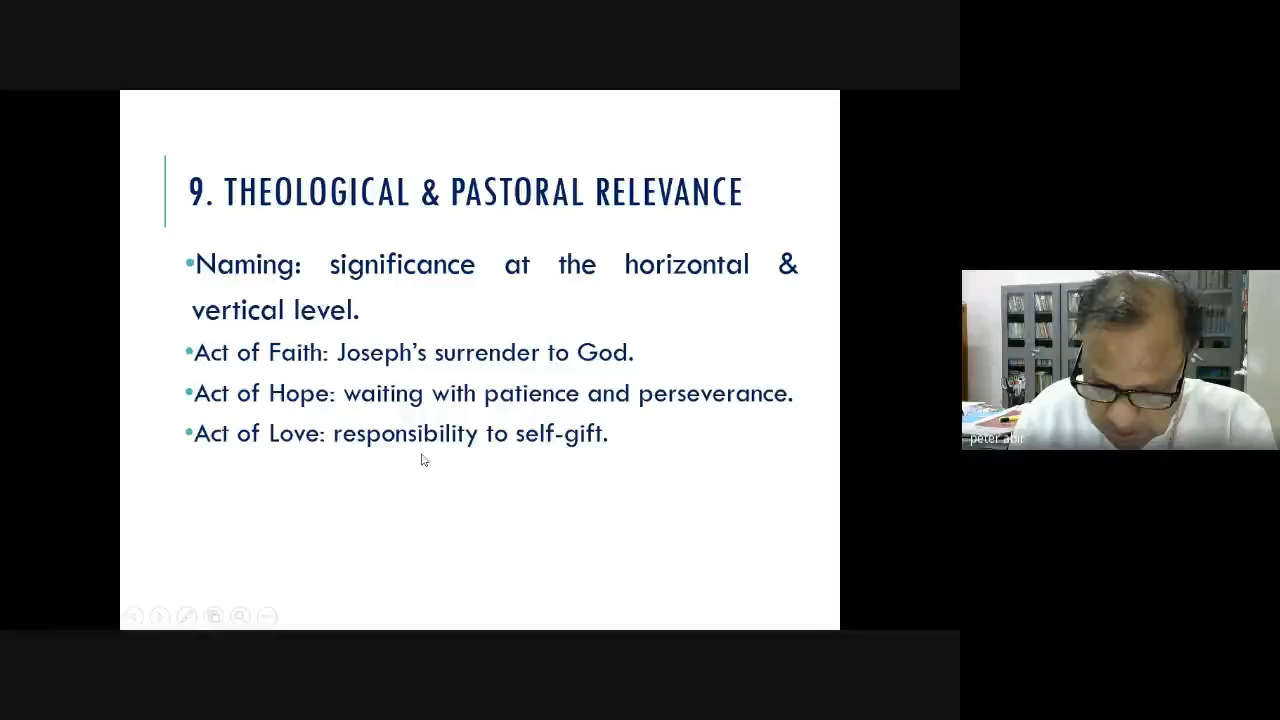 9. THEOLOGICAL & PASTORAL RELEVANCE
•Naming: significance at the horizontal &
vertical level.
•Act of Faith: Joseph's surrender to God.
•Act of Hope: waiting with patience and perseverance.
•Act of Love: responsibility to self-gift.
peter abir